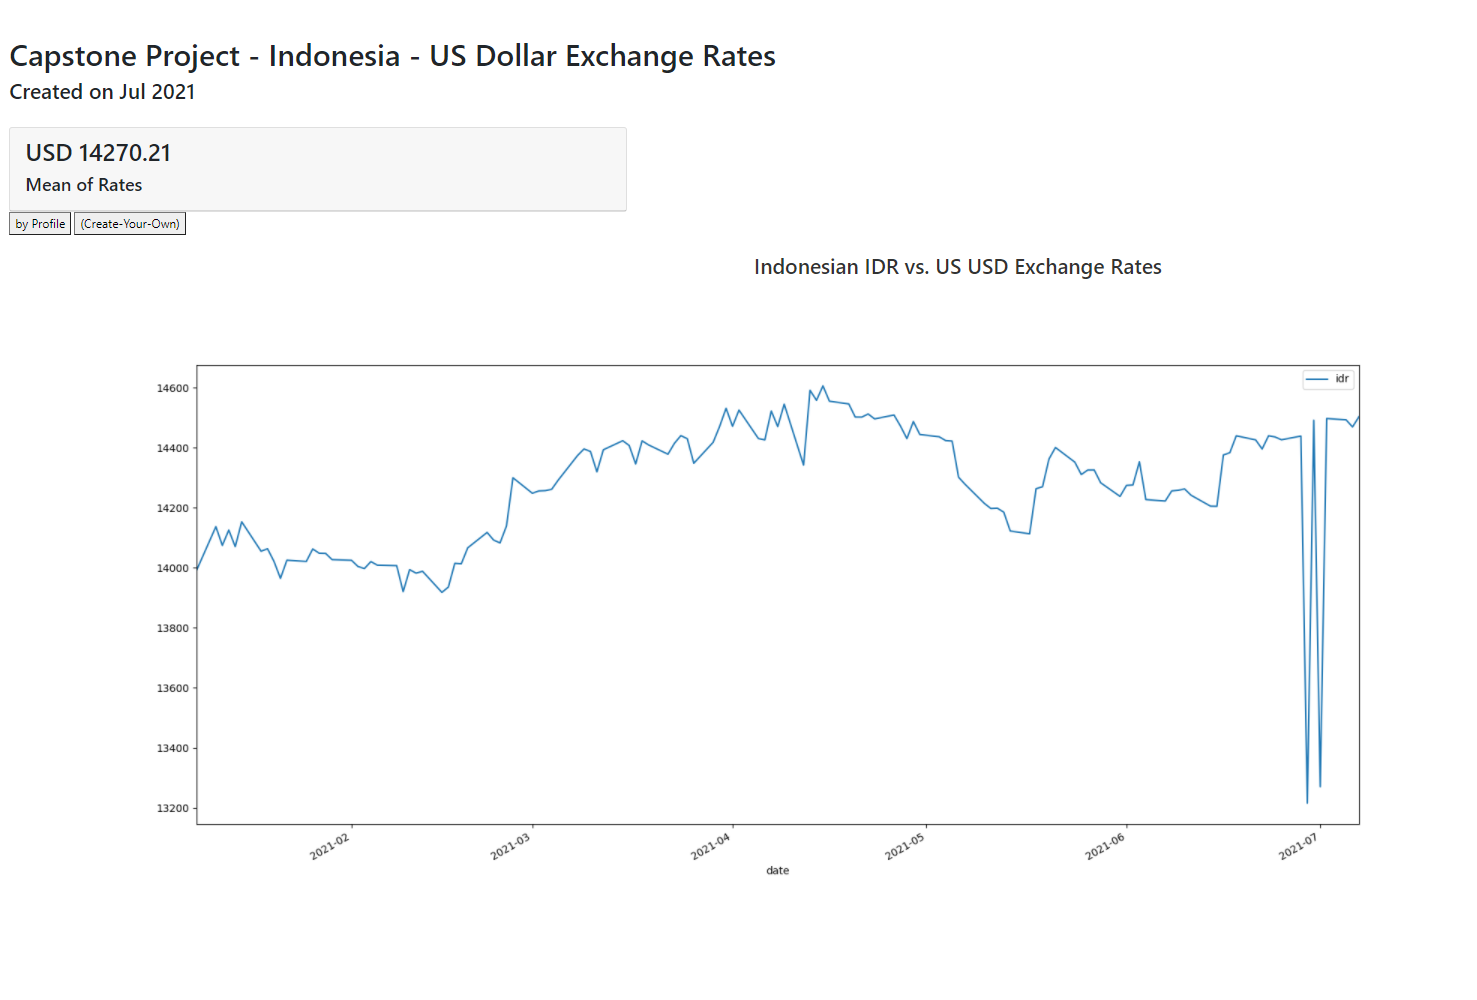 Capstone Project - Indonesia - US Dollar Exchange Rates
Created on Jul 2021
USD 14270.21
Mean of Rates
by Profile (Create-Your-Own)
Indonesian IDR vs. US USD Exchange Rates
idr
14600
14400
14200
14000
13800
13600
13400
13200
2021-02 2021-03 2021-04 2021-05 2021-06 2021-07
date